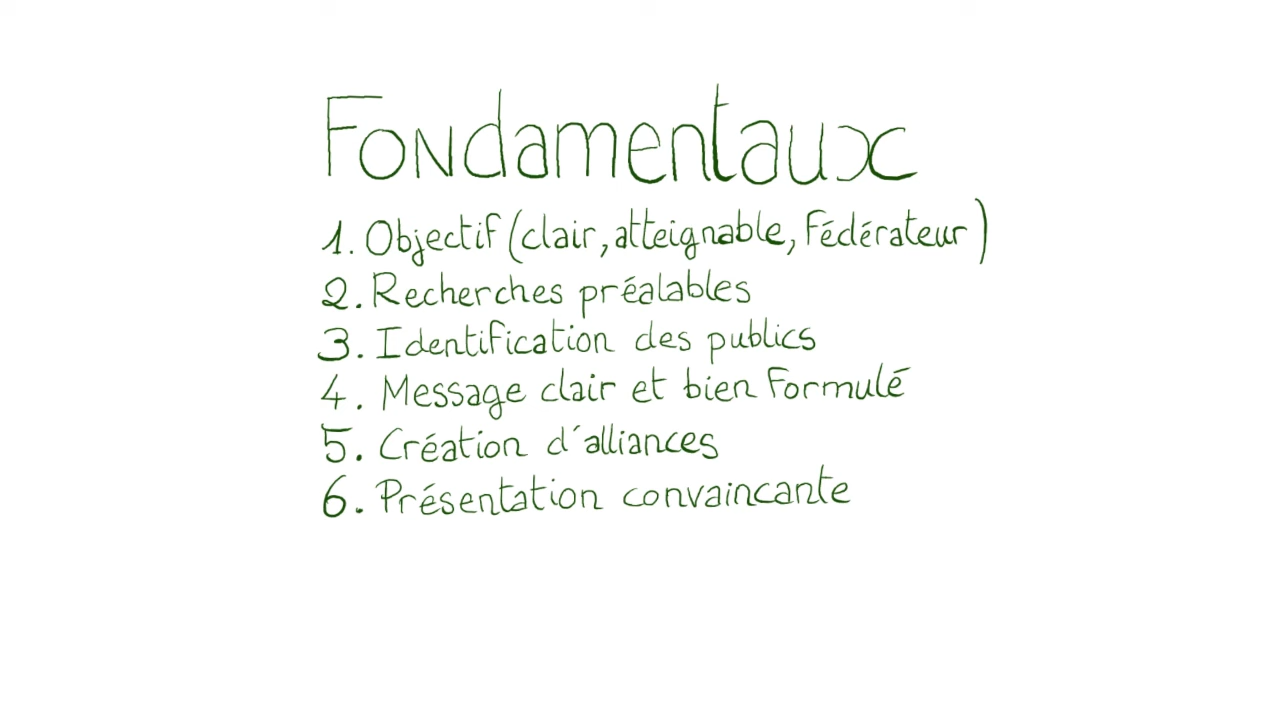 Fondamentaux
1. Objectif (clair, atteignable, fédérateur)
2. Recherches préalables
3. Identification des publics
4. Message clair et bien formulé
5. Création d'alliances
6. Présentation convaincante